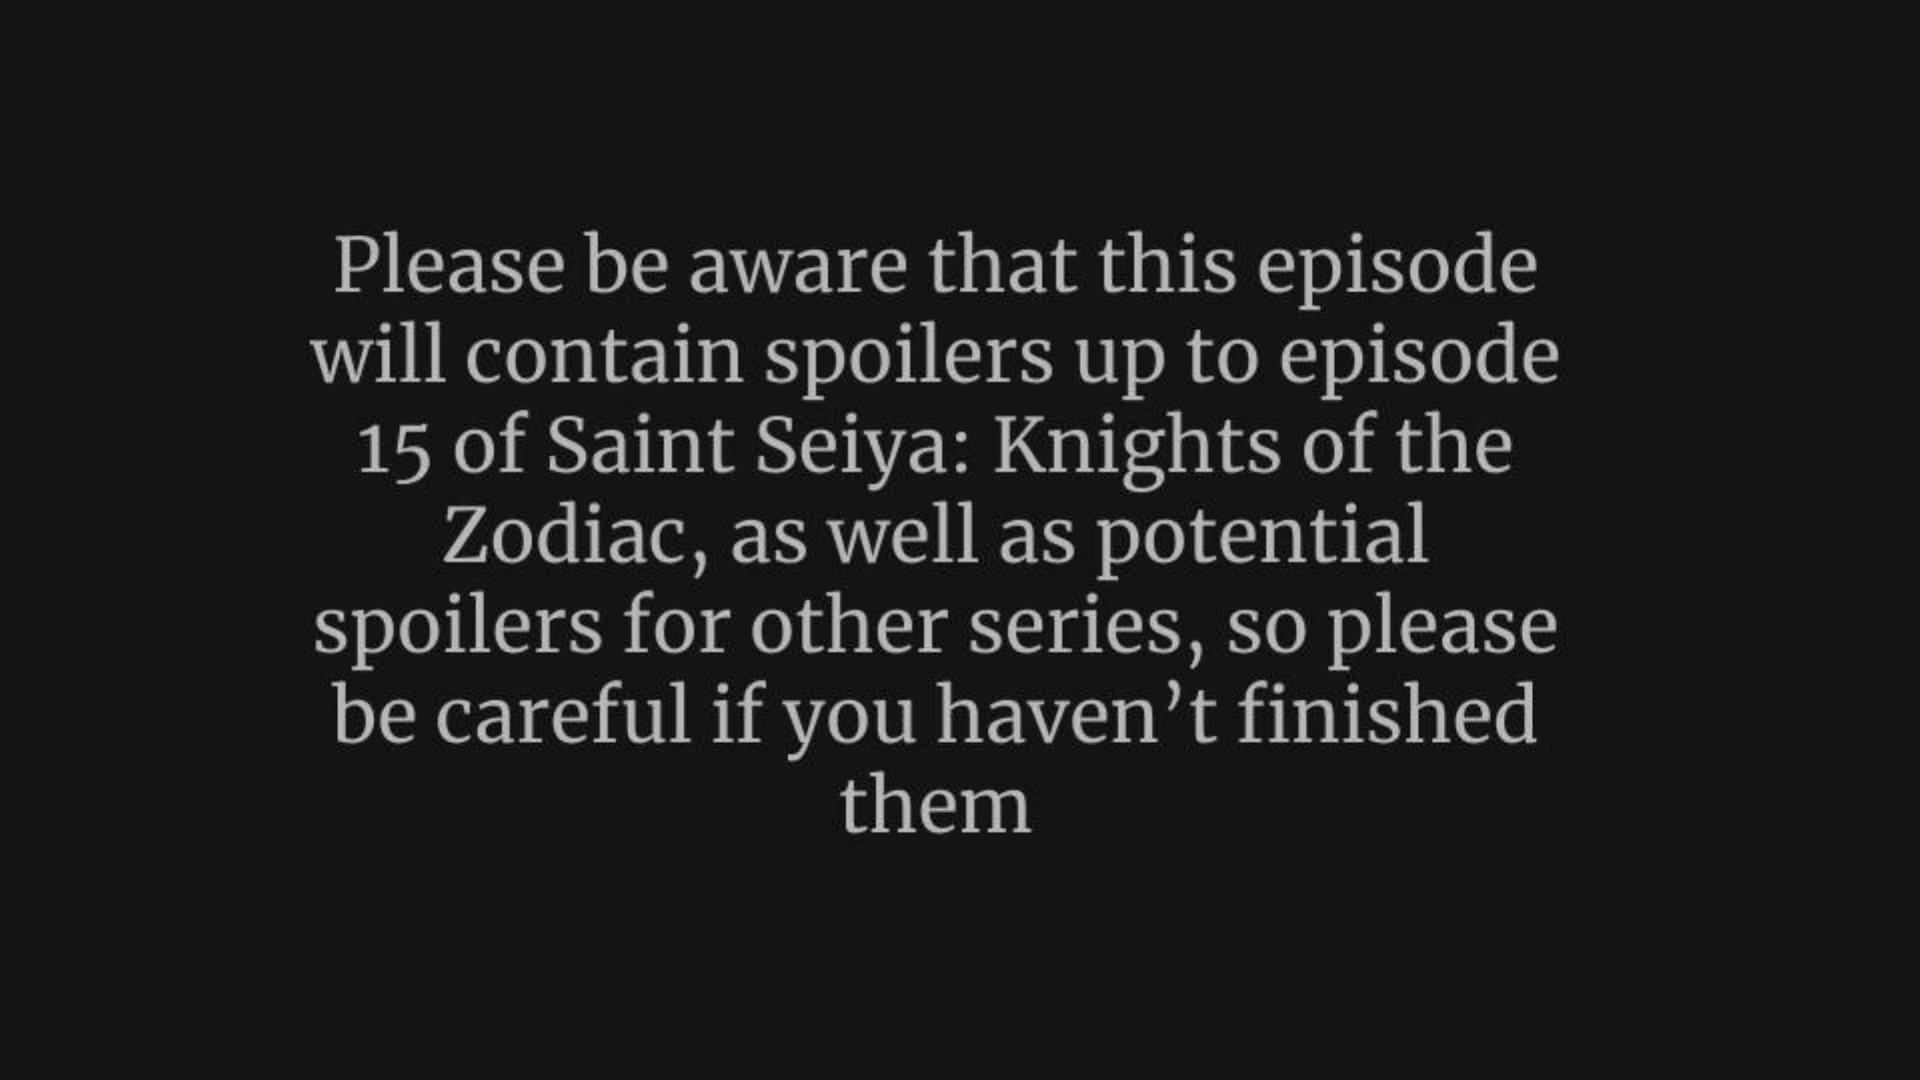 Please be aware that this episode
will contain spoilers up to episode
15 of Saint Seiya: Knights of the
Zodiac, as well as potential
spoilers for other series, so please
be careful if you haven’t finished
them